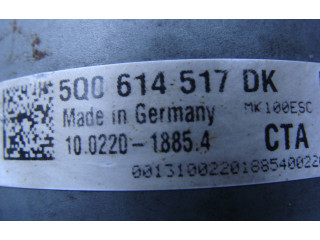 5Q0 614 517 DK
Made in Germany
MK100ESC
10.0220-1885.4
CTA